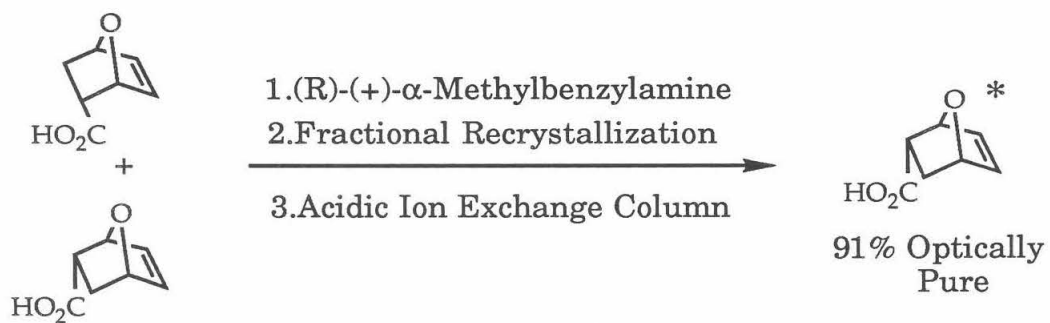 O
HO₂C
+
O
HO₂C
1.(R)-(+)-α-Methylbenzylamine
2.Fractional Recrystallization
3.Acidic Ion Exchange Column
O *
HO₂C
91% Optically
Pure